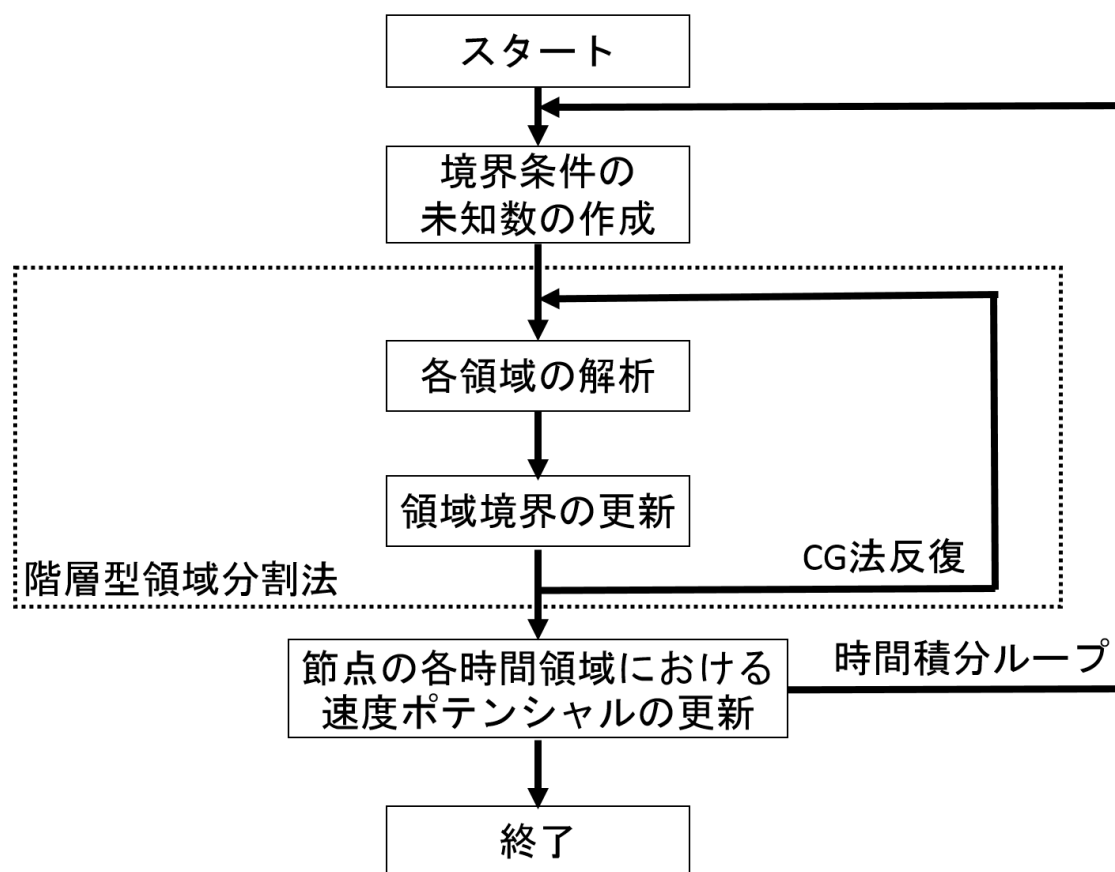 スタート
境界条件の
未知数の作成
各領域の解析
領域境界の更新
CG法反復
階層型領域分割法
節点の各時間領域における
速度ポテンシャルの更新
時間積分ループ
終了